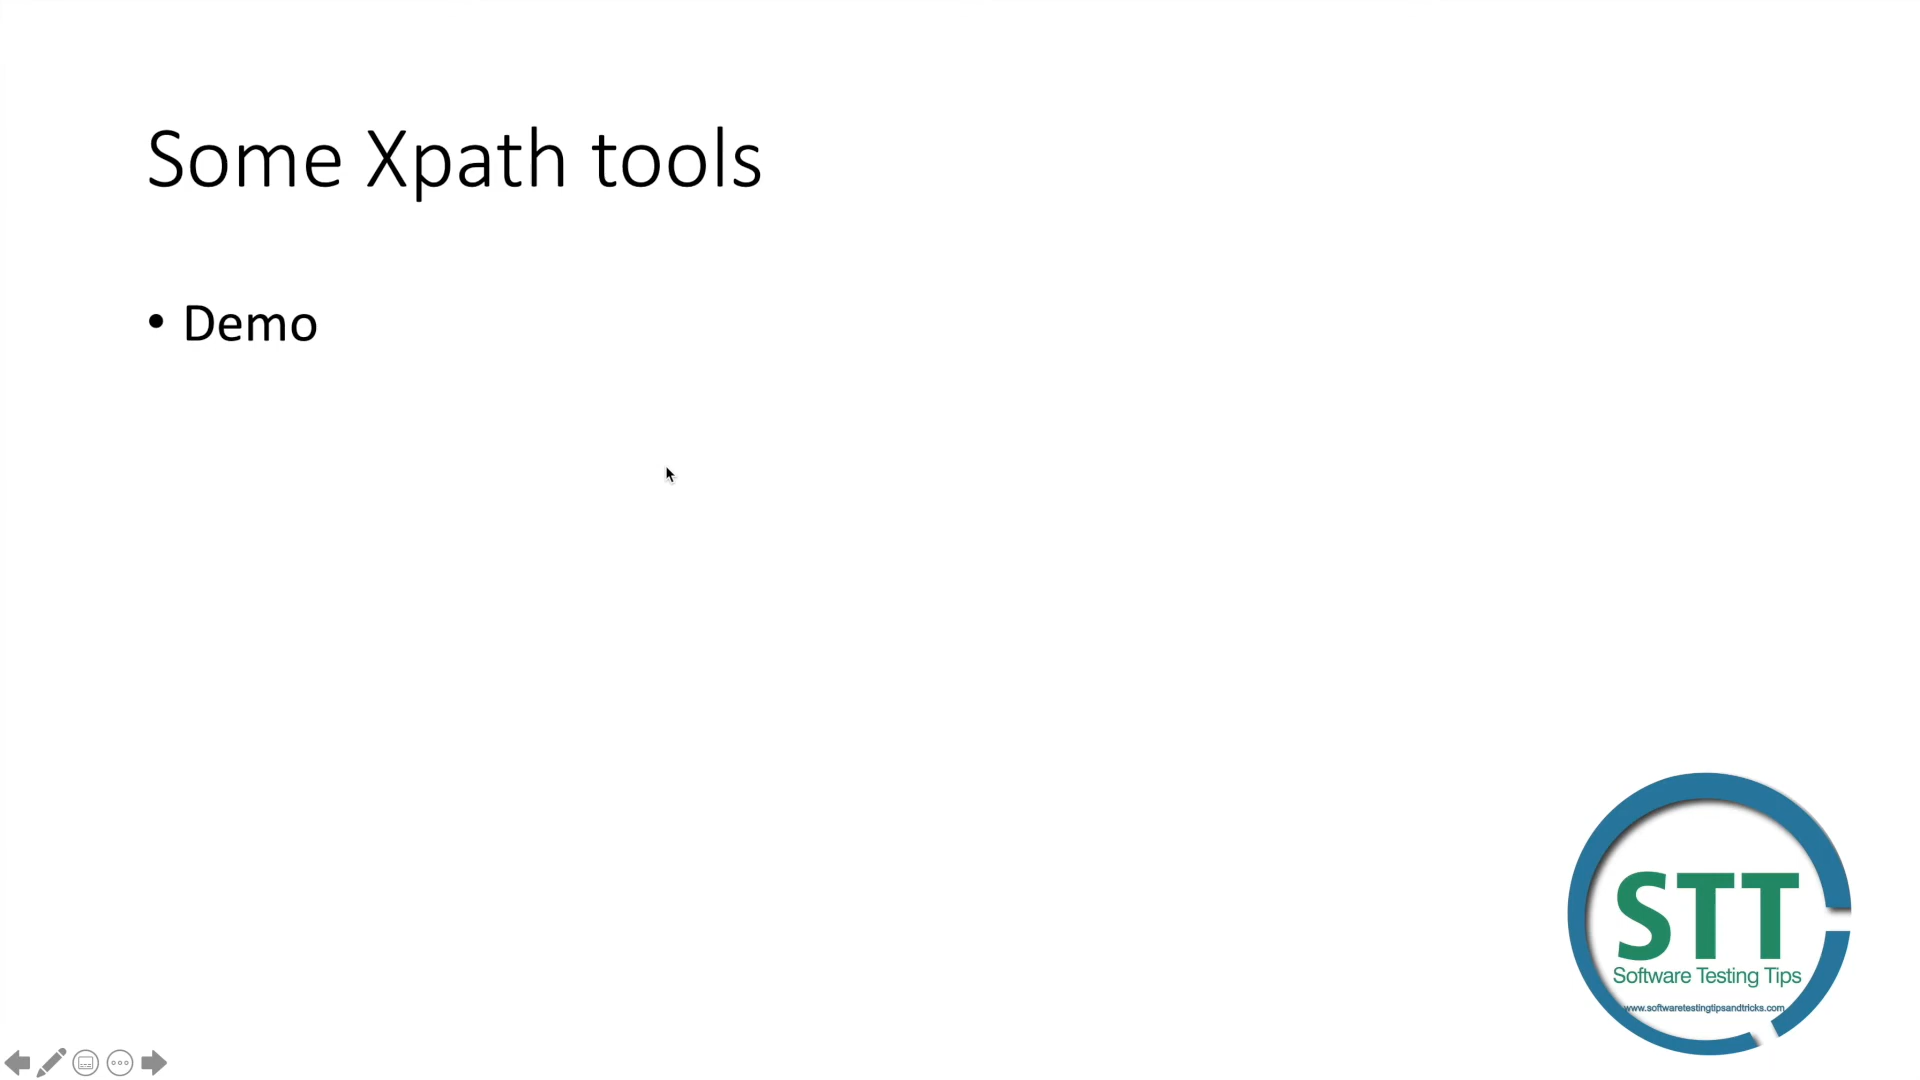 Some Xpath tools
• Demo
STT
Software Testing Tips
www.softwaretestingtipsandtricks.com